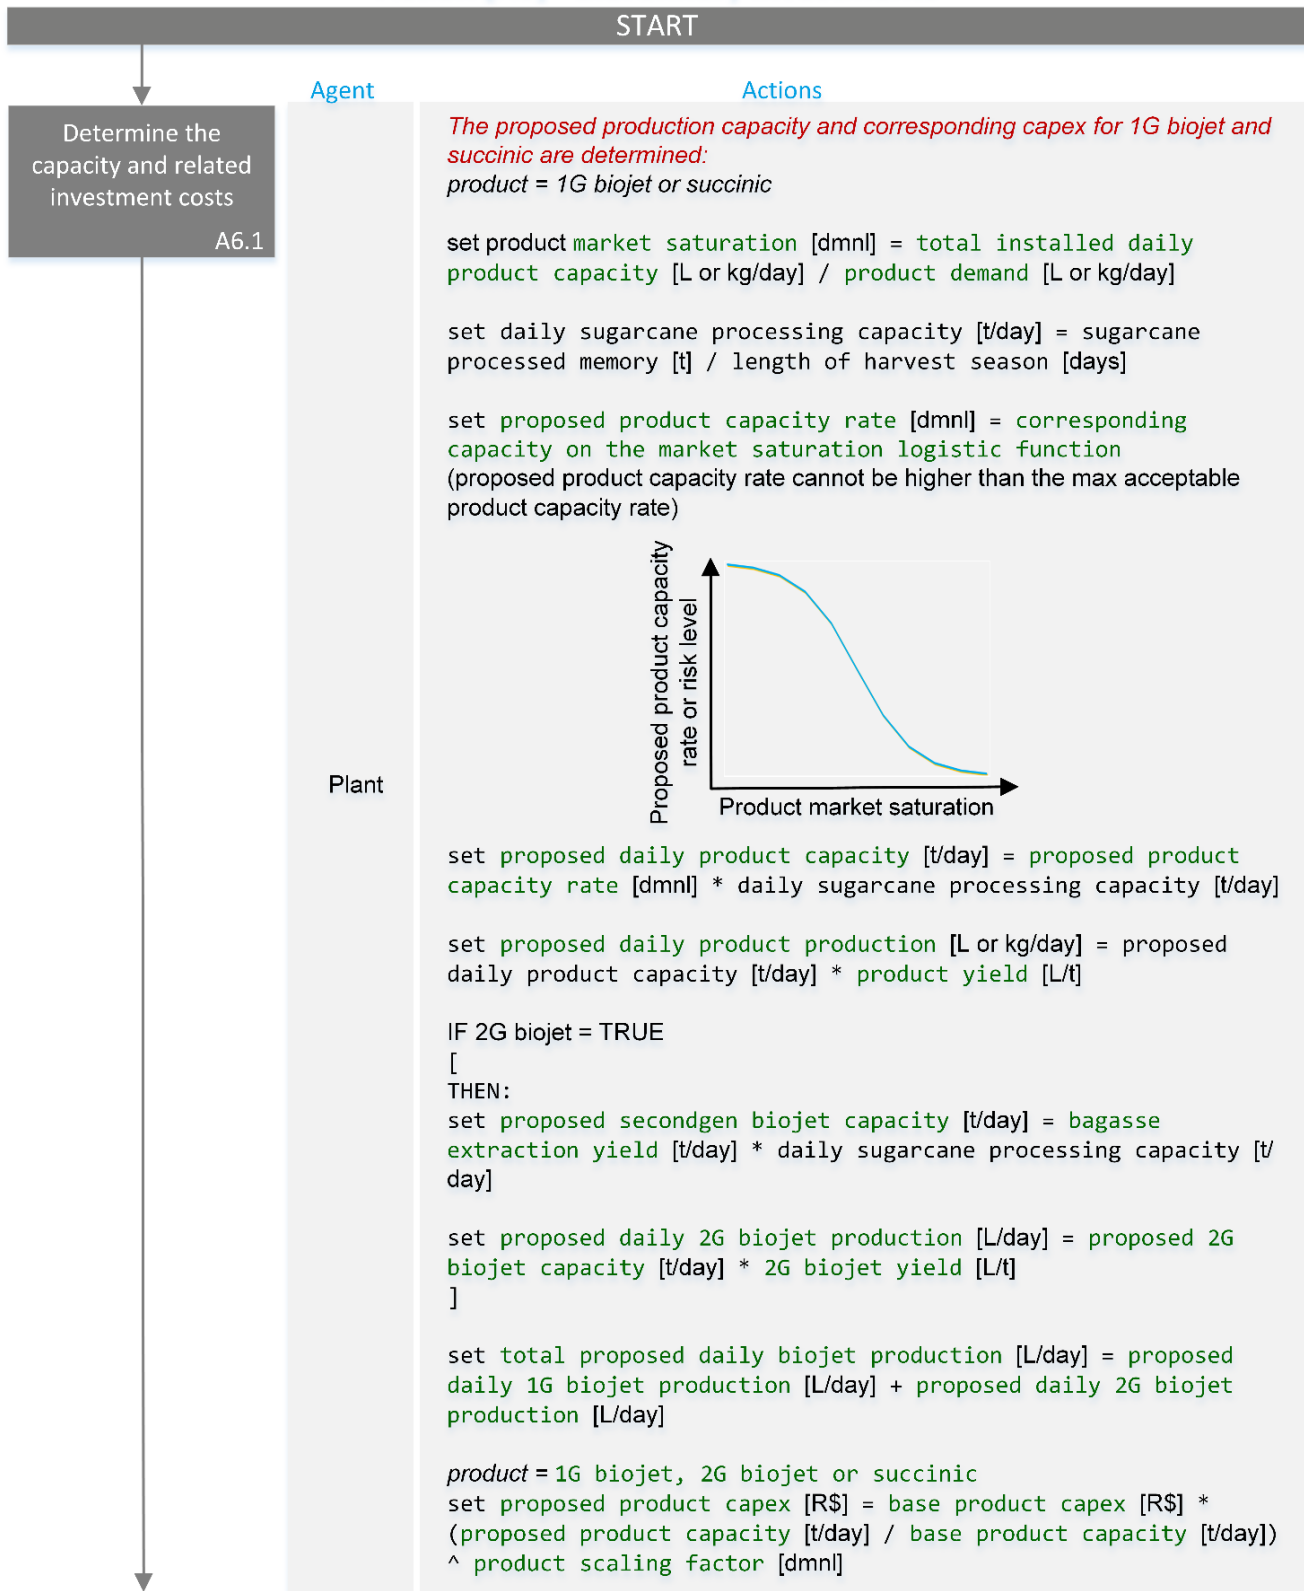 START
Agent
Actions
Determine the
capacity and related
investment costs
A6.1
The proposed production capacity and corresponding capex for 1G biojet and
succinic are determined:
product = 1G biojet or succinic
set product market saturation [dmnl] = total installed daily
product capacity [L or kg/day] / product demand [L or kg/day]
set daily sugarcane processing capacity [t/day] = sugarcane
processed memory [t] / length of harvest season [days]
set proposed product capacity rate [dmnl] = corresponding
capacity on the market saturation logistic function
(proposed product capacity rate cannot be higher than the max acceptable
product capacity rate)
Proposed product capacity
rate or risk level
Product market saturation
Plant
set proposed daily product capacity [t/day] = proposed product
capacity rate [dmnl] * daily sugarcane processing capacity [t/day]
set proposed daily product production [L or kg/day] = proposed
daily product capacity [t/day] * product yield [L/t]
IF 2G biojet = TRUE
[
THEN:
set proposed secondgen biojet capacity [t/day] = bagasse
extraction yield [t/day] * daily sugarcane processing capacity [t/
day]
set proposed daily 2G biojet production [L/day] = proposed 2G
biojet capacity [t/day] * 2G biojet yield [L/t]
]
set total proposed daily biojet production [L/day] = proposed
daily 1G biojet production [L/day] + proposed daily 2G biojet
production [L/day]
product = 1G biojet, 2G biojet or succinic
set proposed product capex [R$] = base product capex [R$] *
(proposed product capacity [t/day] / base product capacity [t/day])
^ product scaling factor [dmnl]